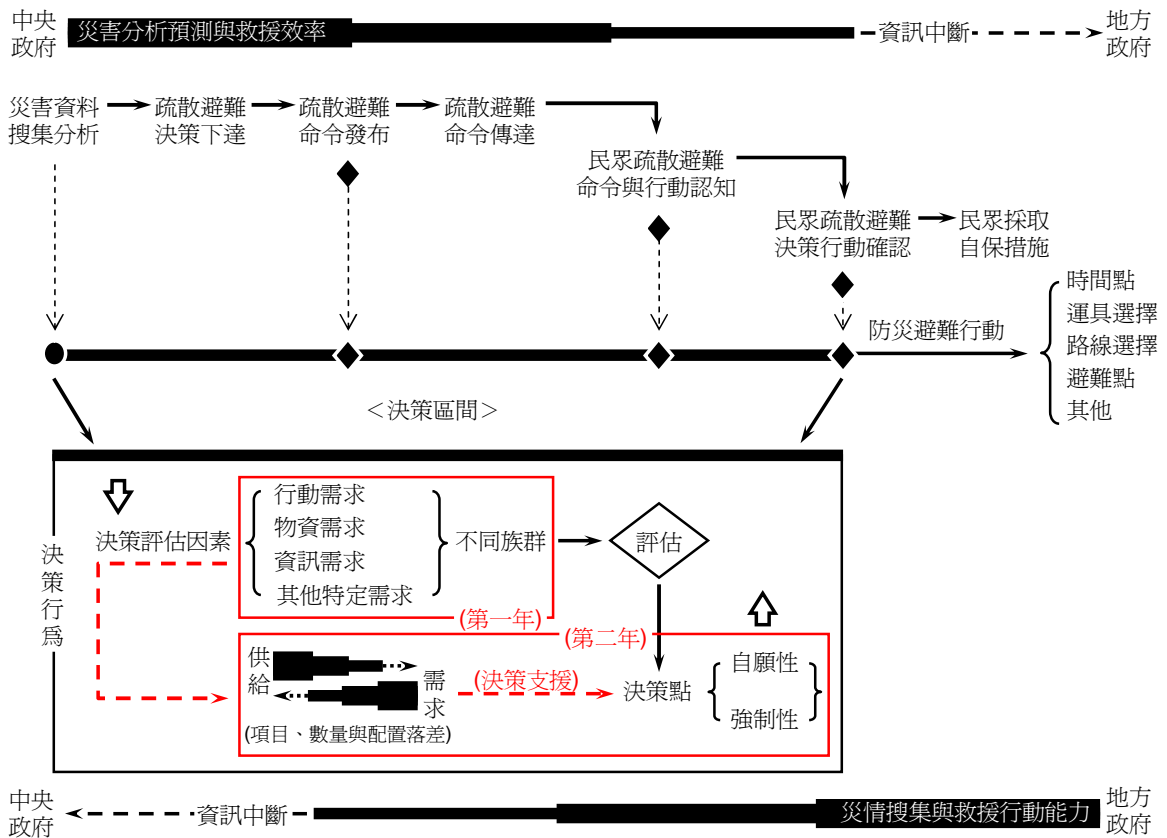 中央
政府
災害分析預測與救援效率
資訊中斷
地方
政府
災害資料
搜集分析
疏散避難
決策下達
疏散避難
命令發布
疏散避難
命令傳達
民眾疏散避難
命令與行動認知
民眾疏散避難
決策行動確認
民眾採取
自保措施
防災避難行動
時間點
運具選擇
路線選擇
避難點
其他
＜決策區間＞
決策行為
決策評估因素
行動需求
物資需求
資訊需求
其他特定需求
不同族群
評估
(第一年)
(第二年)
供給
需求
(項目、數量與配置落差)
(決策支援)
決策點
自願性
強制性
中央
政府
資訊中斷
災情搜集與救援行動能力
地方
政府